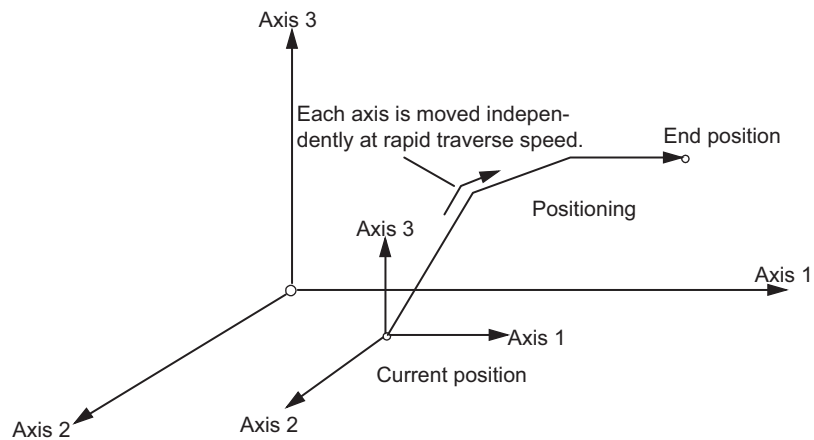 Axis 3
Each axis is moved indepen-
dently at rapid traverse speed.
End position
Positioning
Axis 3
Axis 1
Axis 1
Current position
Axis 2
Axis 2